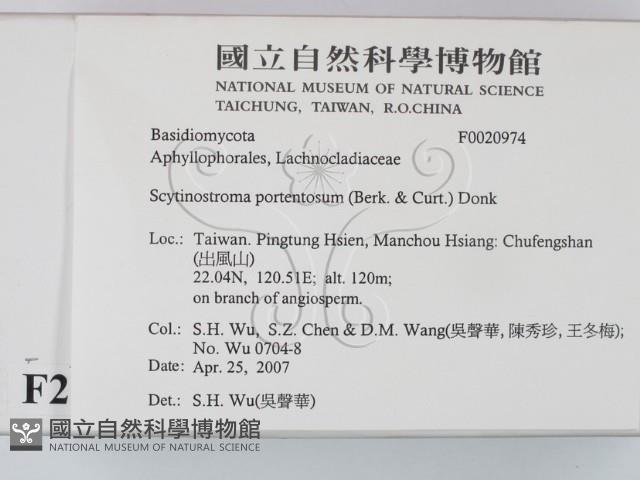 國立自然科學博物館
NATIONAL MUSEUM OF NATURAL SCIENCE
TAICHUNG, TAIWAN, R.O.CHINA
Basidiomycota F0020974
Aphyllophorales, Lachnocladiaceae
Scytinostroma portentosum (Berk. & Curt.) Donk
Loc.: Taiwan. Pingtung Hsien, Manchou Hsiang: Chufengshan
(出風山)
22.04N, 120.51E; alt. 120m;
on branch of angiosperm.
Col.: S.H. Wu, S.Z. Chen & D.M. Wang(吳聲華, 陳秀珍, 王冬梅);
No. Wu 0704-8
Date: Apr. 25, 2007
Det.: S.H. Wu(吳聲華)
F2
國立自然科學博物館
NATIONAL MUSEUM OF NATURAL SCIENCE